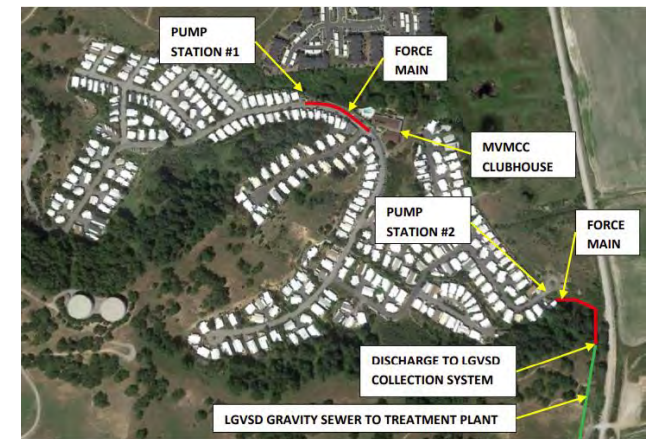 PUMP
STATION #1
FORCE
MAIN
MVMCC
CLUBHOUSE
PUMP
STATION #2
FORCE
MAIN
DISCHARGE TO LGVSD
COLLECTION SYSTEM
LGVSD GRAVITY SEWER TO TREATMENT PLANT